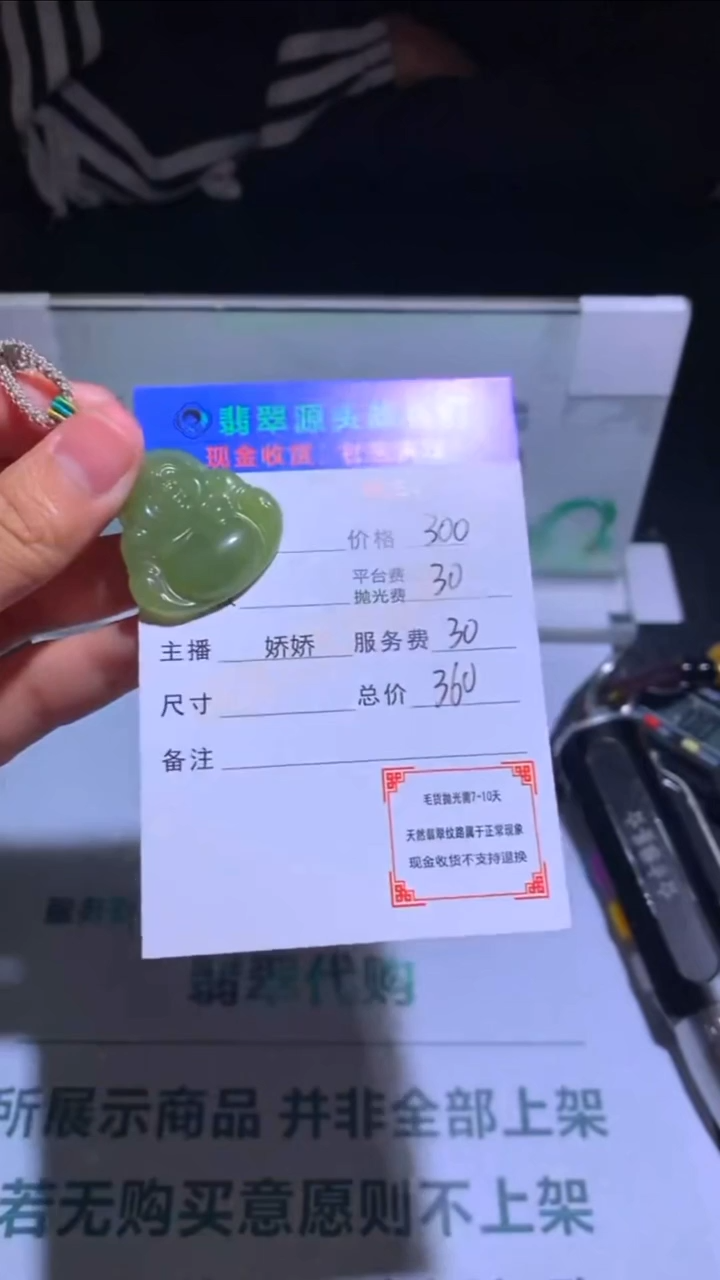 翡翠源头
现金收货
价格 300
平台费
抛光费 30
主播 娇娇 服务费 30
尺寸 总价 360
备注
毛货抛光需7-10天
天然翡翠纹路属于正常现象
现金收货不支持退换
翡翠代购
所展示商品 并非全部上架
若无购买意愿则不上架